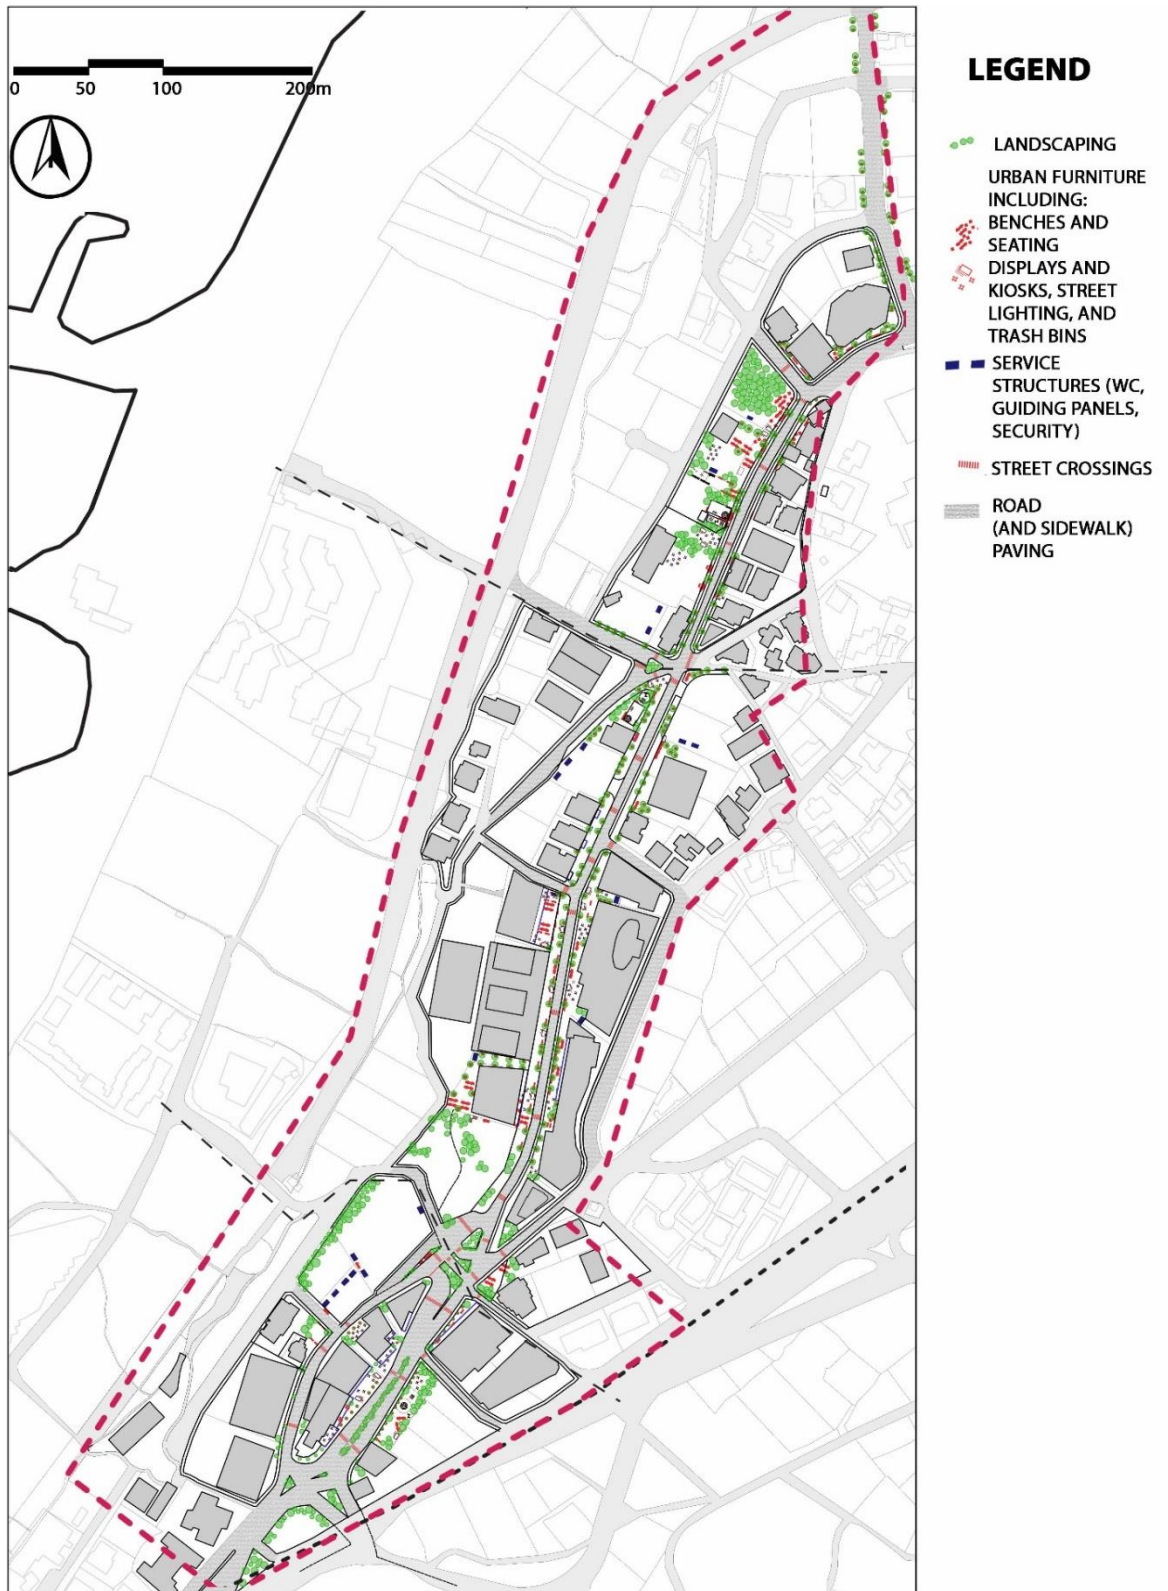 0 50 100 200m
LEGEND
LANDSCAPING
URBAN FURNITURE
INCLUDING:
BENCHES AND
SEATING
DISPLAYS AND
KIOSKS, STREET
LIGHTING, AND
TRASH BINS
SERVICE
STRUCTURES (WC,
GUIDING PANELS,
SECURITY)
STREET CROSSINGS
ROAD
(AND SIDEWALK)
PAVING